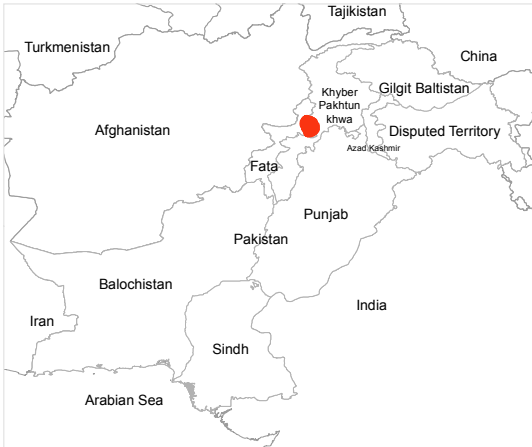 Tajikistan
Turkmenistan
China
Gilgit Baltistan
Khyber
Pakhtun
khwa
Afghanistan
Disputed Territory
Azad Kashmir
Fata
Punjab
Pakistan
Balochistan
India
Iran
Sindh
Arabian Sea